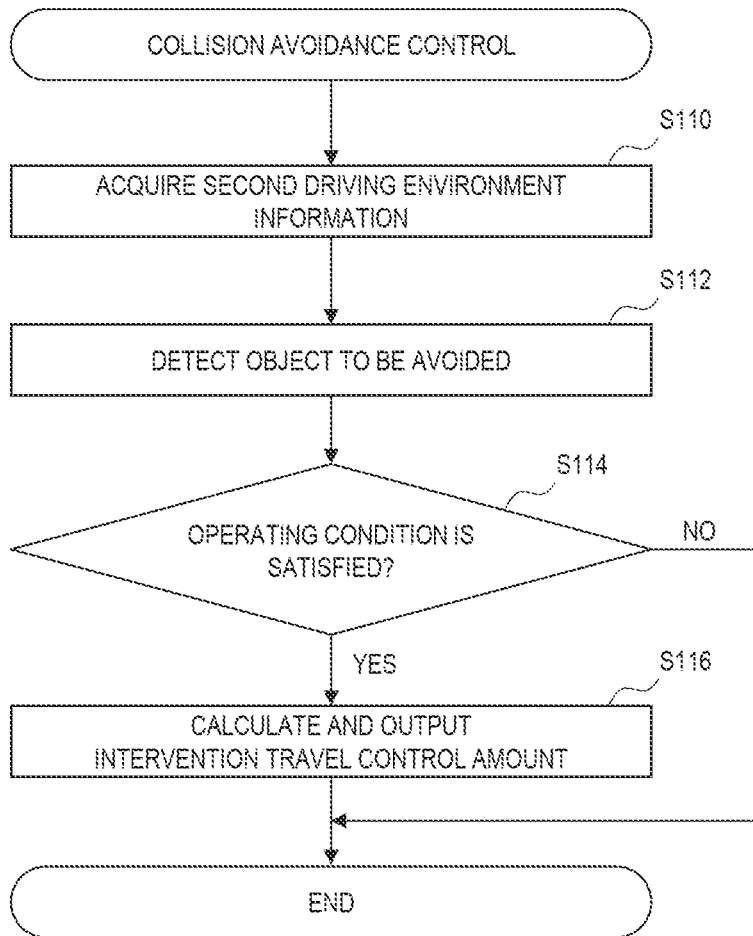 COLLISION AVOIDANCE CONTROL
S110
ACQUIRE SECOND DRIVING ENVIRONMENT
INFORMATION
S112
DETECT OBJECT TO BE AVOIDED
S114
OPERATING CONDITION IS
SATISFIED?
NO
YES
S116
CALCULATE AND OUTPUT
INTERVENTION TRAVEL CONTROL AMOUNT
END